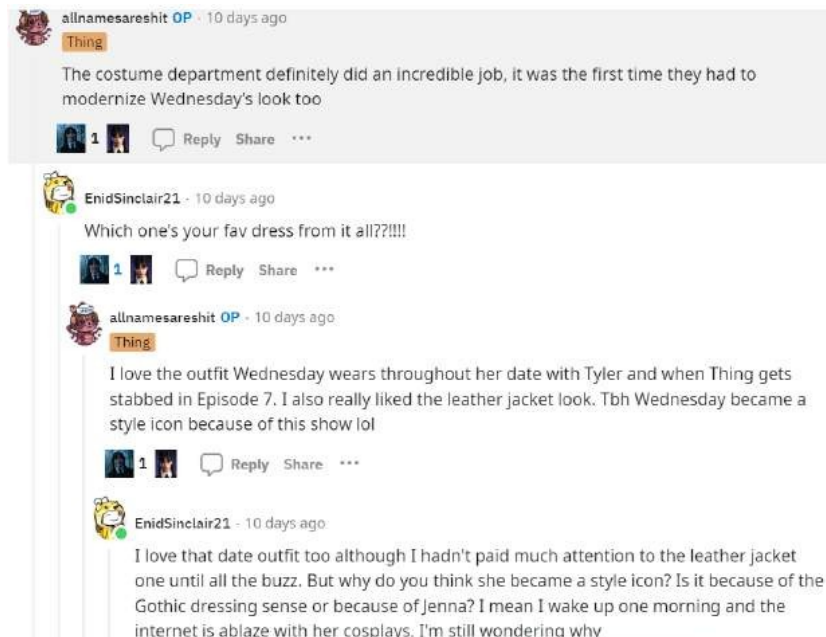 allnamesareshit OP · 10 days ago
Thing
The costume department definitely did an incredible job, it was the first time they had to
modernize Wednesday's look too
1 Reply Share ···
EnidSinclair21 · 10 days ago
Which one's your fav dress from it all??!!!!
1 Reply Share ···
allnamesareshit OP · 10 days ago
Thing
I love the outfit Wednesday wears throughout her date with Tyler and when Thing gets
stabbed in Episode 7. I also really liked the leather jacket look. Tbh Wednesday became a
style icon because of this show lol
1 Reply Share ···
EnidSinclair21 · 10 days ago
I love that date outfit too although I hadn't paid much attention to the leather jacket
one until all the buzz. But why do you think she became a style icon? Is it because of the
Gothic dressing sense or because of Jenna? I mean I wake up one morning and the
internet is ablaze with her cosplays. I'm still wondering why